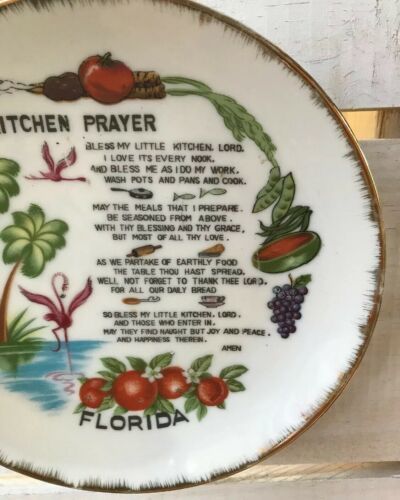 KITCHEN PRAYER
BLESS MY LITTLE KITCHEN, LORD,
I LOVE ITS EVERY NOOK,
AND BLESS ME AS I DO MY WORK,
WASH POTS AND PANS AND COOK.
MAY THE MEALS THAT I PREPARE,
BE SEASONED FROM ABOVE,
WITH THY BLESSING AND THY GRACE,
BUT MOST OF ALL THY LOVE.
AS WE PARTAKE OF EARTHLY FOOD
THE TABLE THOU HAST SPREAD,
WE'LL NOT FORGET TO THANK THEE LORD,
FOR ALL OUR DAILY BREAD
SO BLESS MY LITTLE KITCHEN, LORD,
AND THOSE WHO ENTER IN,
MAY THEY FIND NAUGHT BUT JOY AND PEACE,
AND HAPPINESS THEREIN.
AMEN
FLORIDA